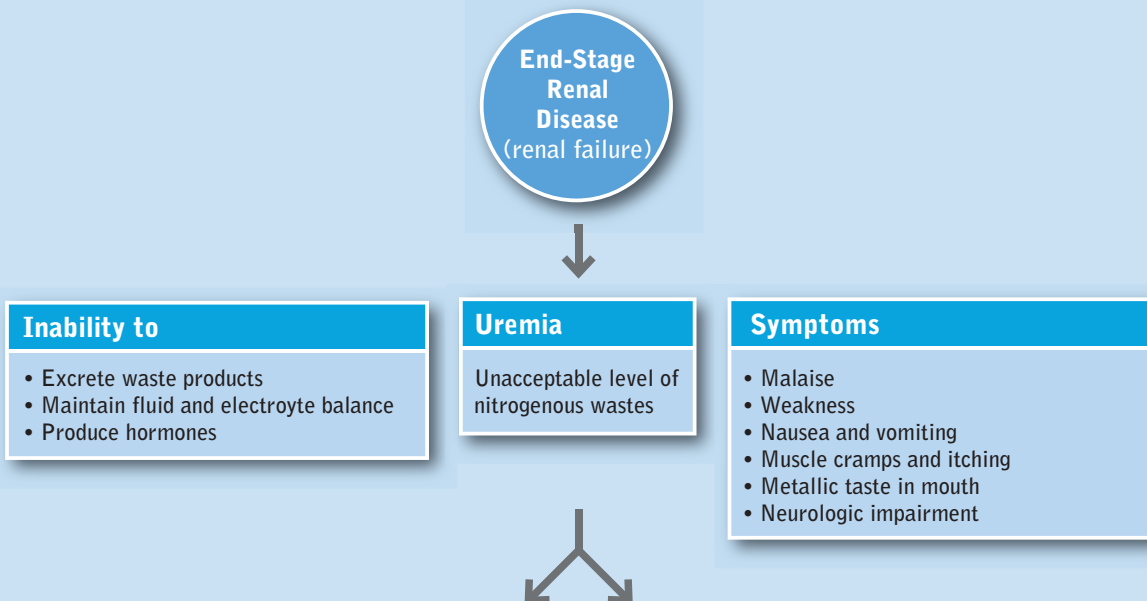 End-Stage
Renal
Disease
(renal failure)
Inability to
• Excrete waste products
• Maintain fluid and electroyte balance
• Produce hormones
Uremia
Unacceptable level of
nitrogenous wastes
Symptoms
• Malaise
• Weakness
• Nausea and vomiting
• Muscle cramps and itching
• Metallic taste in mouth
• Neurologic impairment